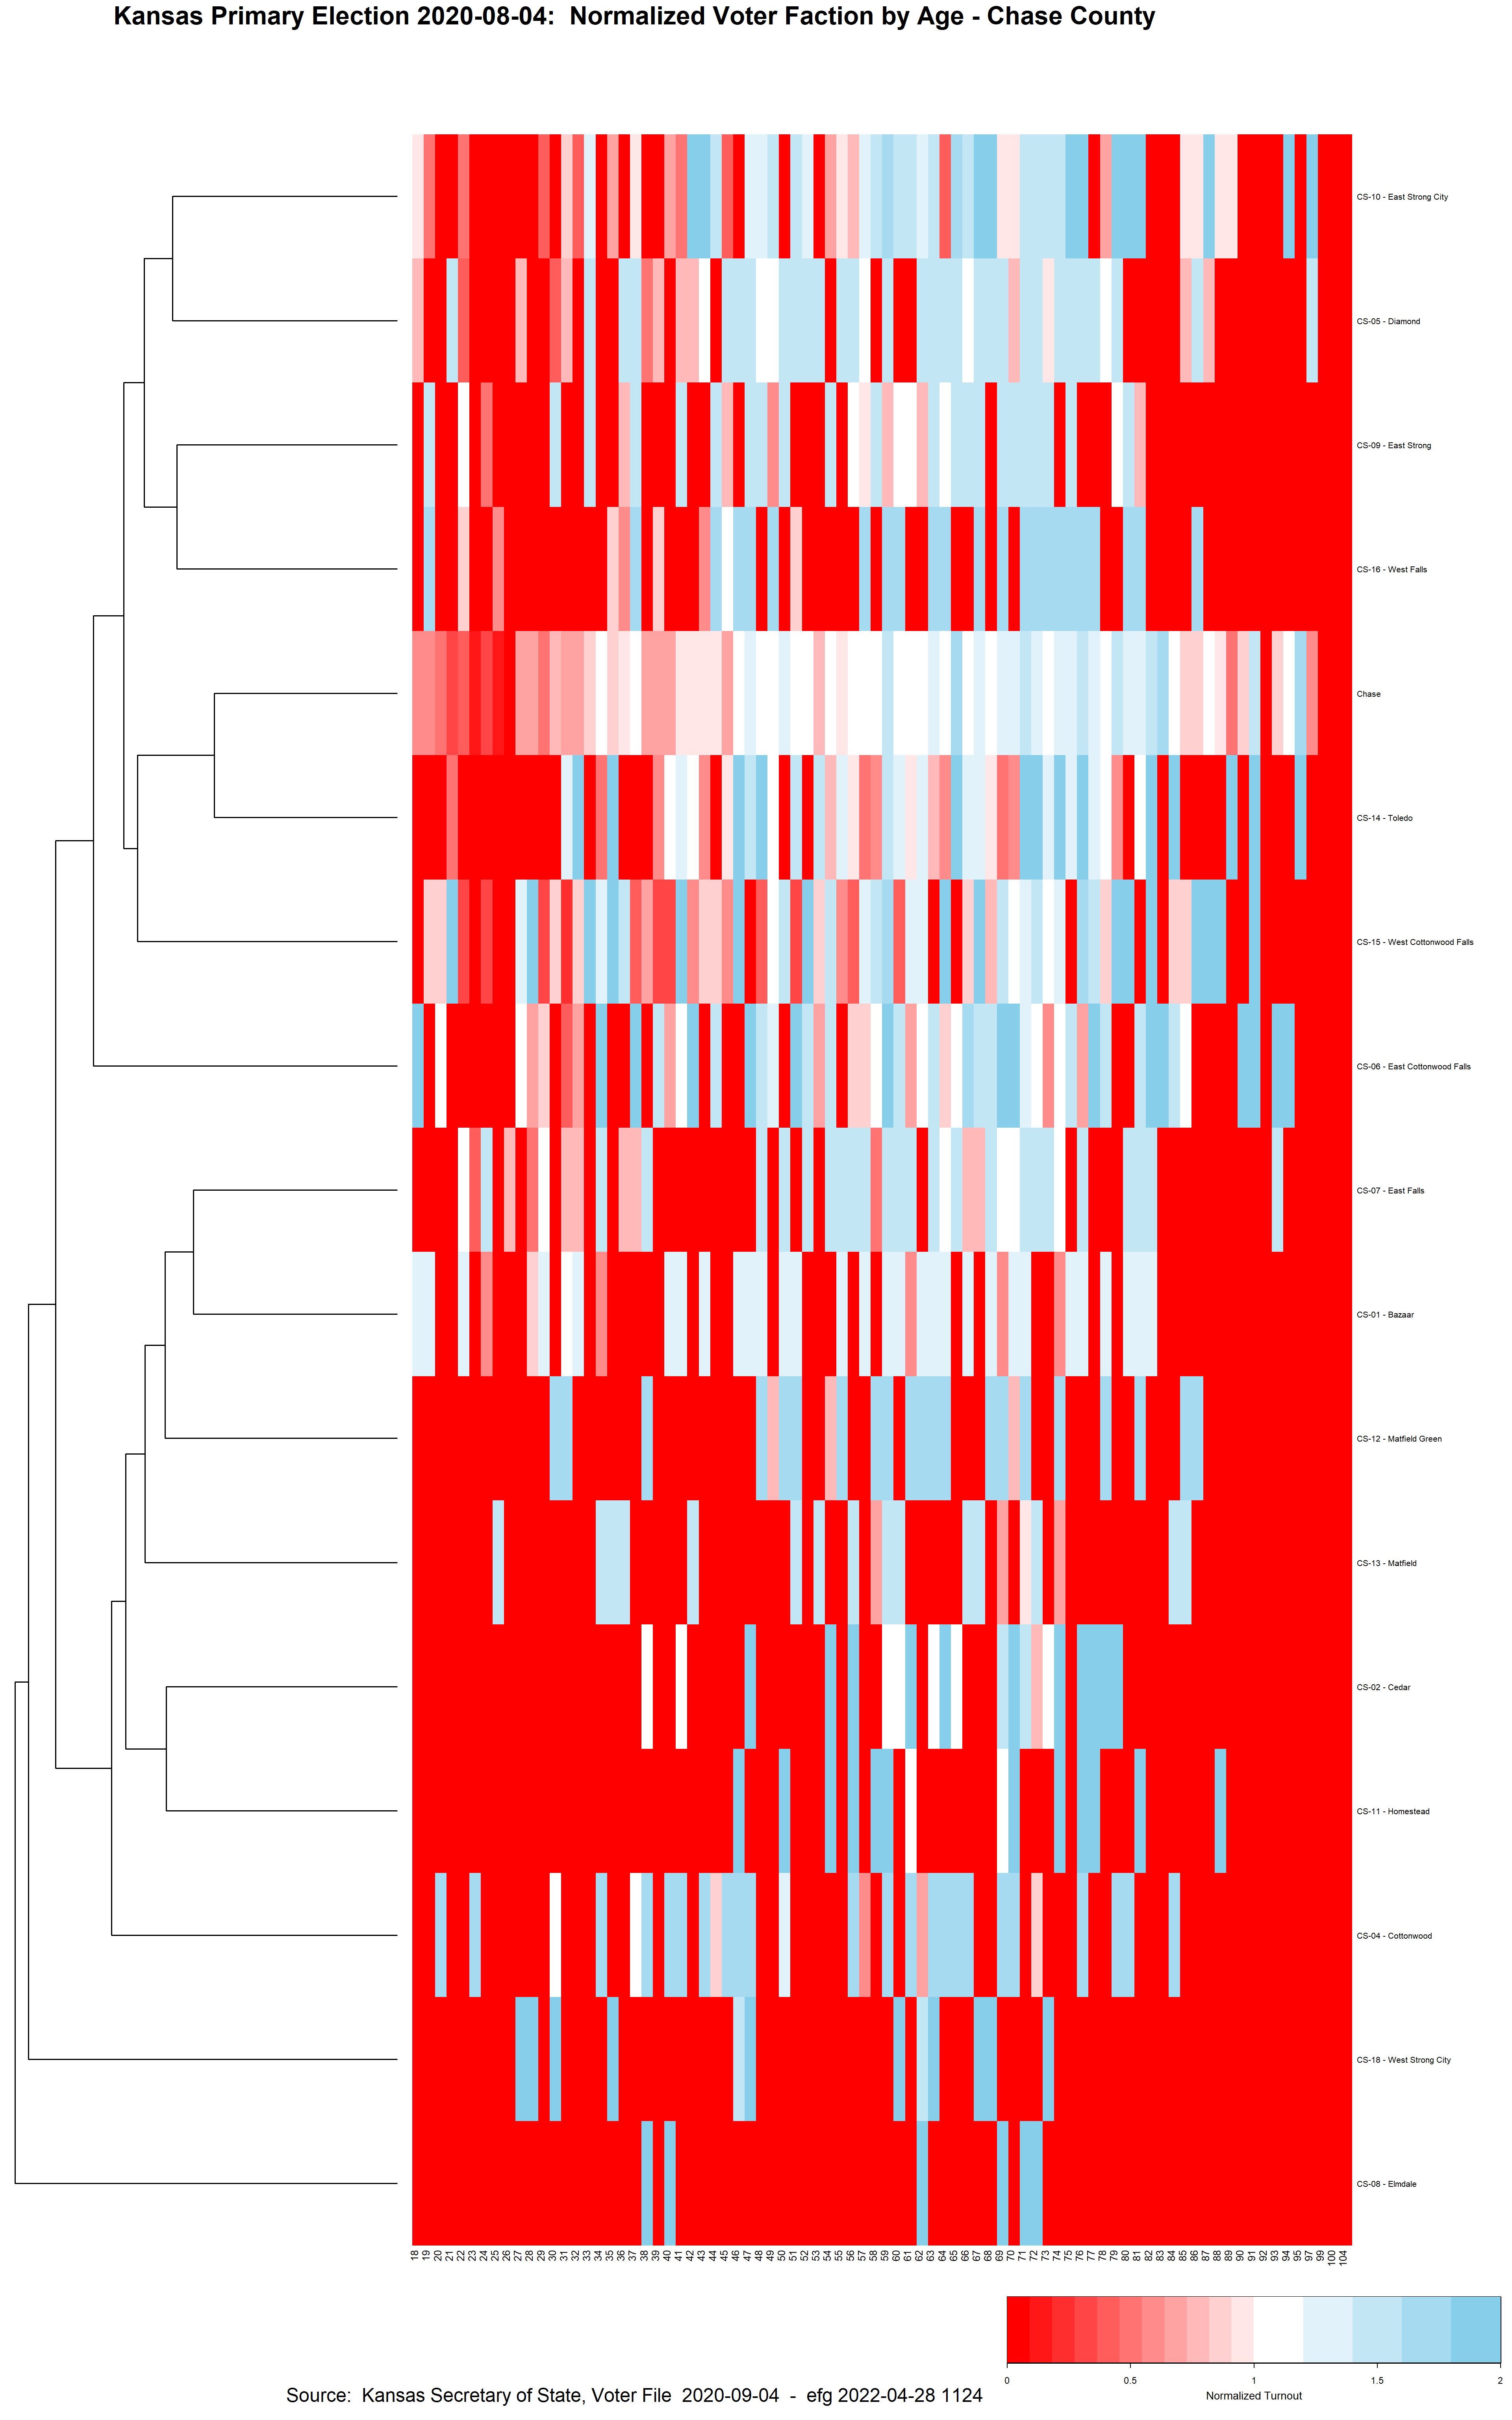 Kansas Primary Election 2020-08-04:  Normalized Voter Faction by Age - Chase County
CS-10 - East Strong City
CS-05 - Diamond
CS-09 - East Strong
CS-16 - West Falls
Chase
CS-14 - Toledo
CS-15 - West Cottonwood Falls
CS-06 - East Cottonwood Falls
CS-07 - East Falls
CS-01 - Bazaar
CS-12 - Matfield Green
CS-13 - Matfield
CS-02 - Cedar
CS-11 - Homestead
CS-04 - Cottonwood
CS-18 - West Strong City
CS-08 - Elmdale
18 19 20 21 22 23 24 25 26 27 28 29 30 31 32 33 34 35 36 37 38 39 40 41 42 43 44 45 46 47 48 49 50 51 52 53 54 55 56 57 58 59 60 61 62 63 64 65 66 67 68 69 70 71 72 73 74 75 76 77 78 79 80 81 82 83 84 85 86 87 88 89 90 91 92 93 94 95 97 99 100 104
0 0.5 1 1.5 2
Normalized Turnout
Source:  Kansas Secretary of State, Voter File  2020-09-04  -  efg 2022-04-28 1124